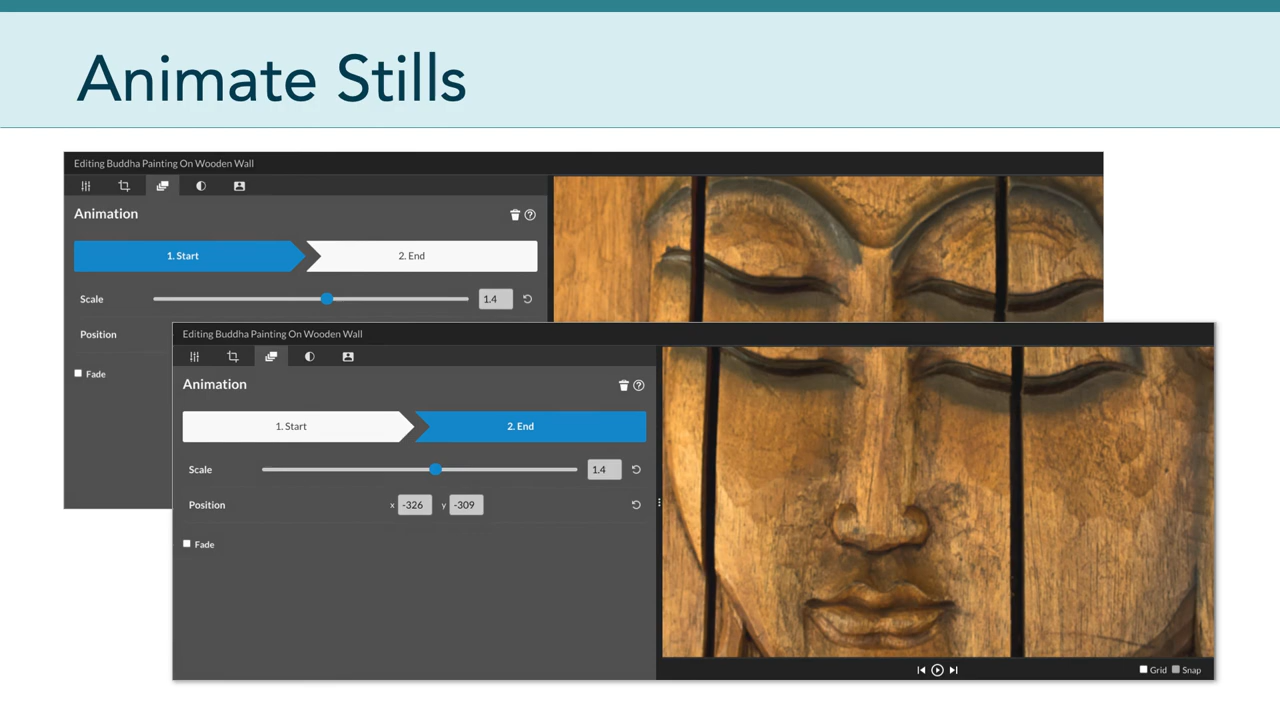 Animate Stills
Editing Buddha Painting On Wooden Wall
Animation
1. Start
2. End
Scale
1.4
Position
Fade
Editing Buddha Painting On Wooden Wall
Animation
1. Start
2. End
Scale
1.4
Position
x -326 y -309
Fade
Grid Snap